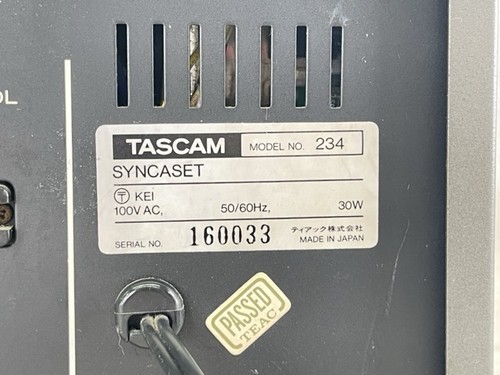 OL
TASCAM MODEL NO. 234
SYNCASET
〒 KEI
100V AC, 50/60Hz, 30W
ティアック株式会社
SERIAL NO. 160033 MADE IN JAPAN
PASSED
TEAC